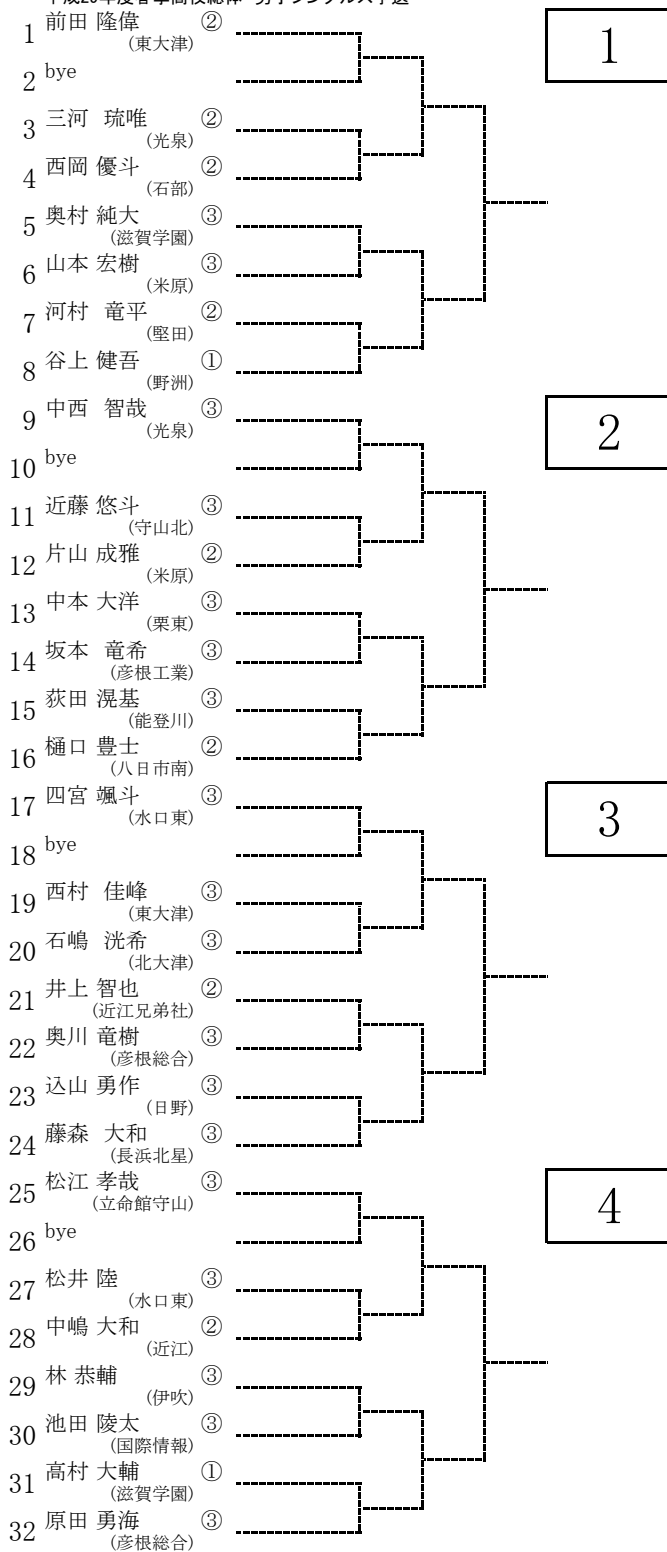 1 前田 隆偉 ②
(東大津)
2 bye
3 三河 琉唯 ②
(光泉)
4 西岡 優斗 ②
(石部)
5 奥村 純大 ③
(滋賀学園)
6 山本 宏樹 ③
(米原)
7 河村 竜平 ②
(堅田)
8 谷上 健吾 ①
(野洲)
1
9 中西 智哉 ③
(光泉)
10 bye
11 近藤 悠斗 ③
(守山北)
12 片山 成雅 ②
(米原)
13 中本 大洋 ③
(栗東)
14 坂本 竜希 ③
(彦根工業)
15 荻田 滉基 ③
(能登川)
16 樋口 豊士 ②
(八日市南)
2
17 四宮 颯斗 ③
(水口東)
18 bye
19 西村 佳峰 ③
(東大津)
20 石嶋 洸希 ③
(北大津)
21 井上 智也 ②
(近江兄弟社)
22 奥川 竜樹 ③
(彦根総合)
23 込山 勇作 ③
(日野)
24 藤森 大和 ③
(長浜北星)
3
25 松江 孝哉 ③
(立命館守山)
26 bye
27 松井 陸 ③
(水口東)
28 中嶋 大和 ②
(近江)
29 林 恭輔 ③
(伊吹)
30 池田 陵太 ③
(国際情報)
31 高村 大輔 ①
(滋賀学園)
32 原田 勇海 ③
(彦根総合)
4